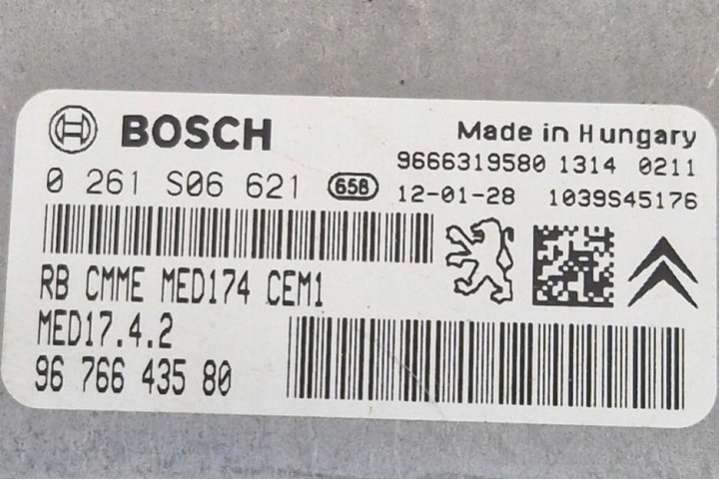 BOSCH
Made in Hungary
9666319580 1314 0211
0 261 S06 621 658 12-01-28 1039S45176
RB CMME MED174 CEM1
MED17.4.2
96 766 435 80